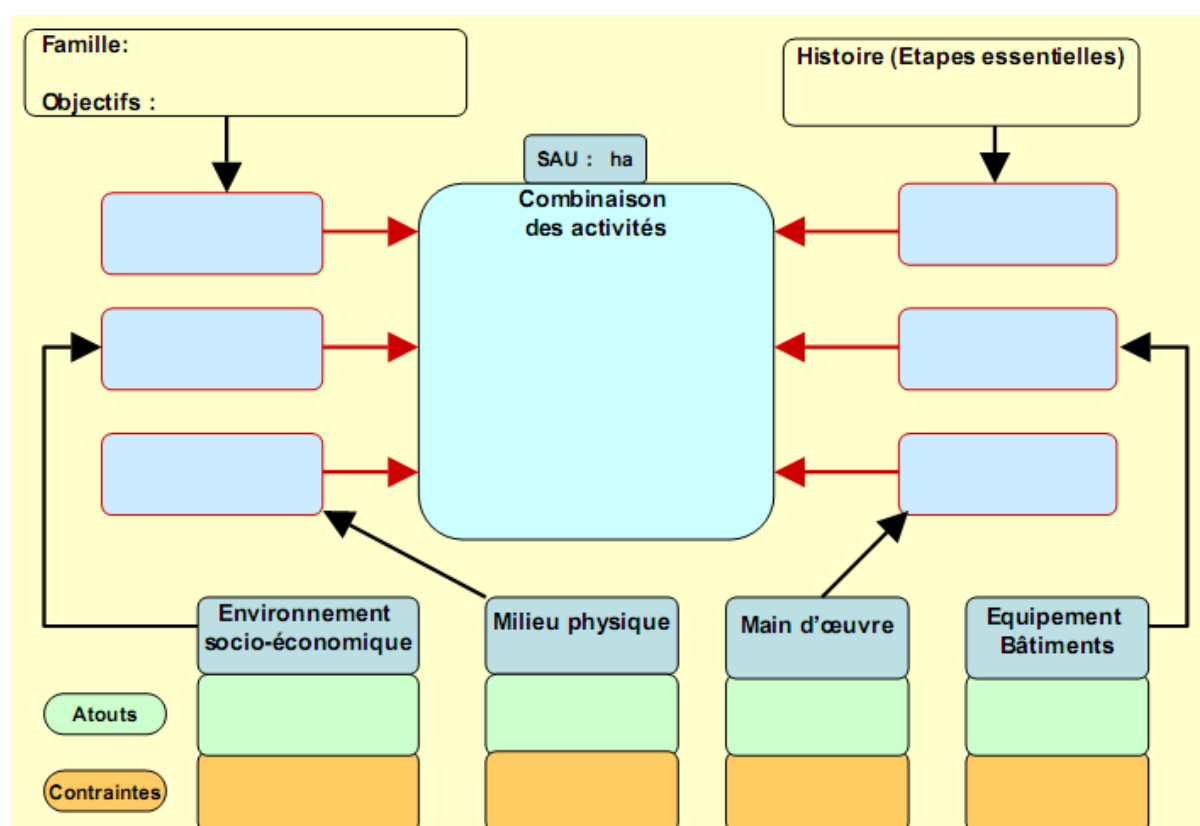 Famille:
Objectifs :
Histoire (Etapes essentielles)
SAU : ha
Combinaison
des activités
Environnement
socio-économique
Milieu physique
Main d'œuvre
Equipement
Bâtiments
Atouts
Contraintes